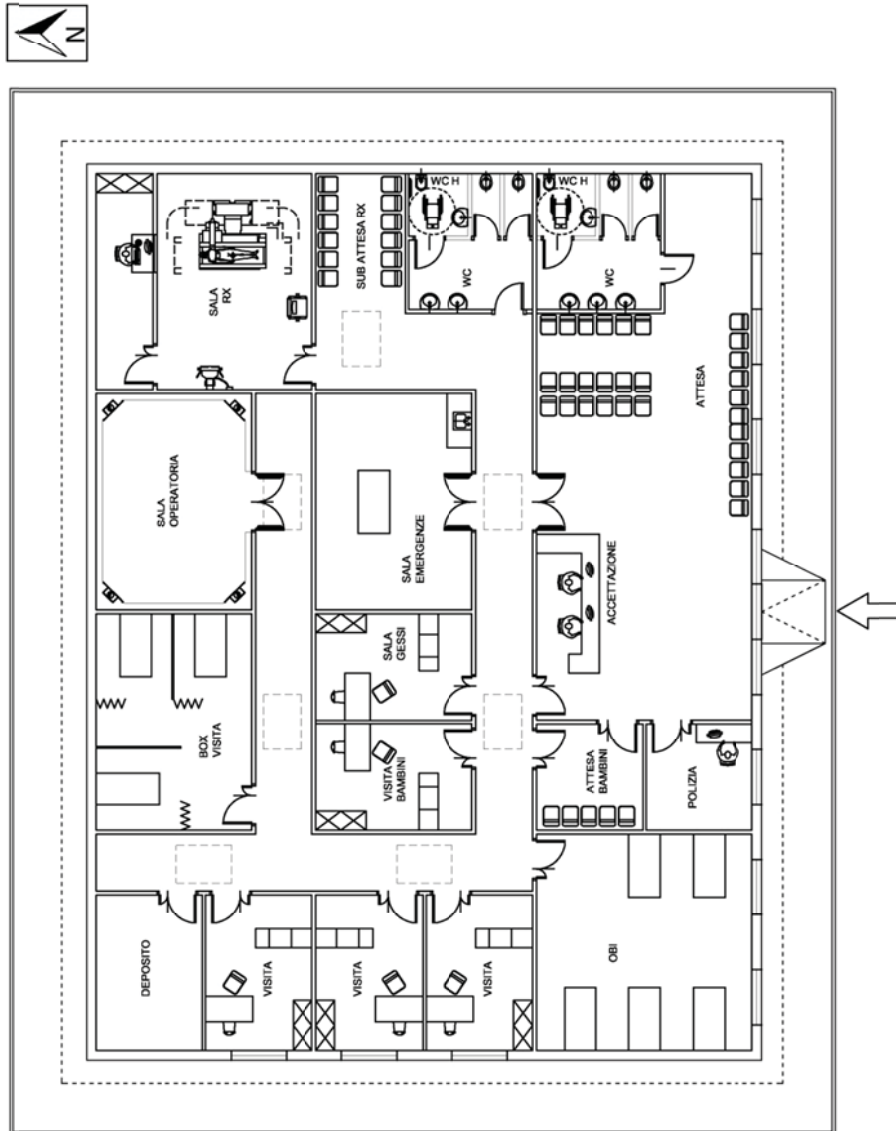 N
WC H
WC H
SALA
RX
SUB ATTESA RX
WC
WC
ATTESA
SALA
OPERATORIA
SALA
EMERGENZE
ACCETTAZIONE
SALA
GESSI
BOX
VISITA
VISITA
BAMBINI
ATTESA
BAMBINI
POLIZIA
DEPOSITO
VISITA
VISITA
VISITA
OBI